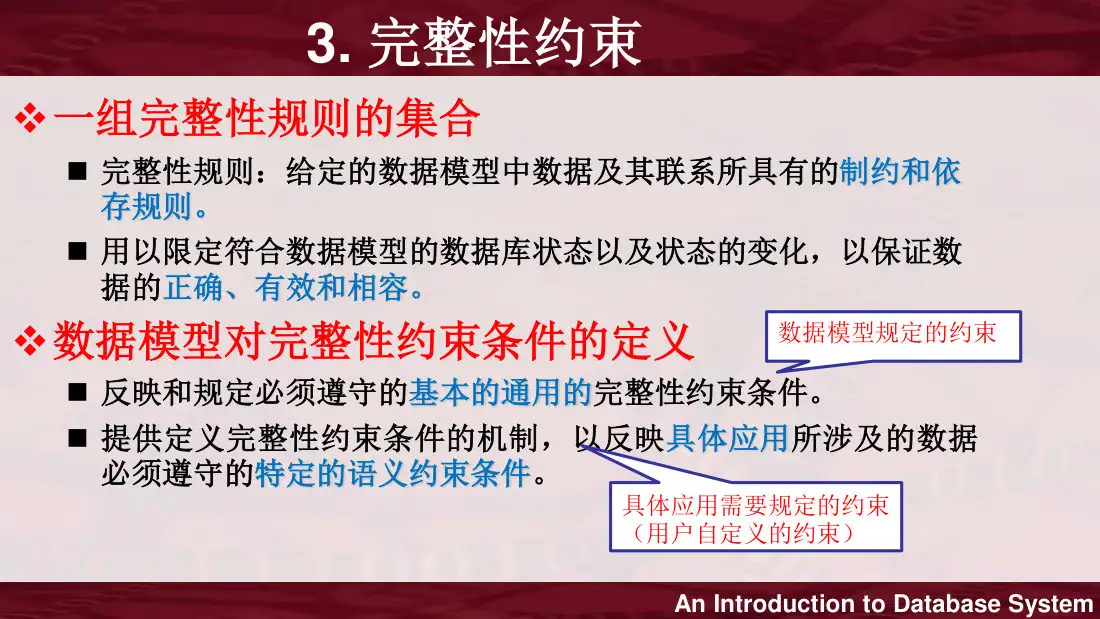 3. 完整性约束
一组完整性规则的集合
完整性规则：给定的数据模型中数据及其联系所具有的制约和依
存规则。
用以限定符合数据模型的数据库状态以及状态的变化，以保证数
据的正确、有效和相容。
数据模型对完整性约束条件的定义
数据模型规定的约束
反映和规定必须遵守的基本的通用的完整性约束条件。
提供定义完整性约束条件的机制，以反映具体应用所涉及的数据
必须遵守的特定的语义约束条件。
具体应用需要规定的约束
（用户自定义的约束）
An Introduction to Database System